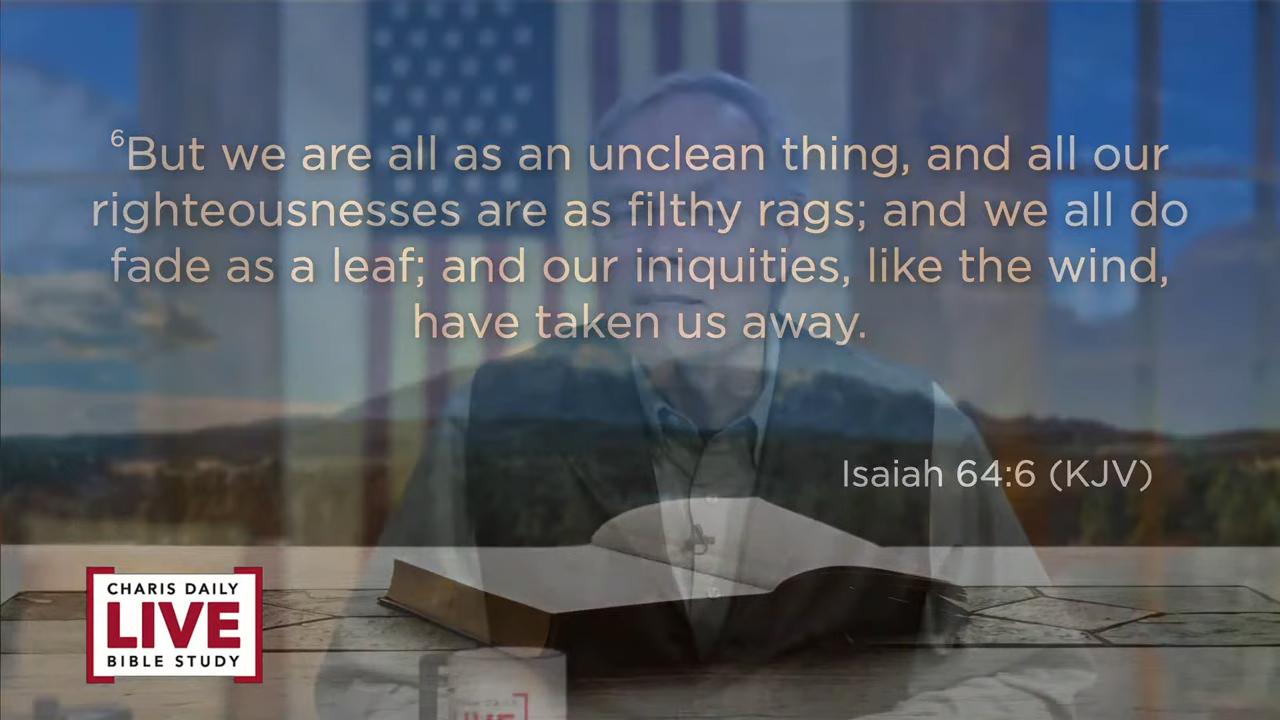 ⁶But we are all as an unclean thing, and all our
righteousnesses are as filthy rags; and we all do
fade as a leaf; and our iniquities, like the wind,
have taken us away.
Isaiah 64:6 (KJV)
CHARIS DAILY
LIVE
BIBLE STUDY
LIVE